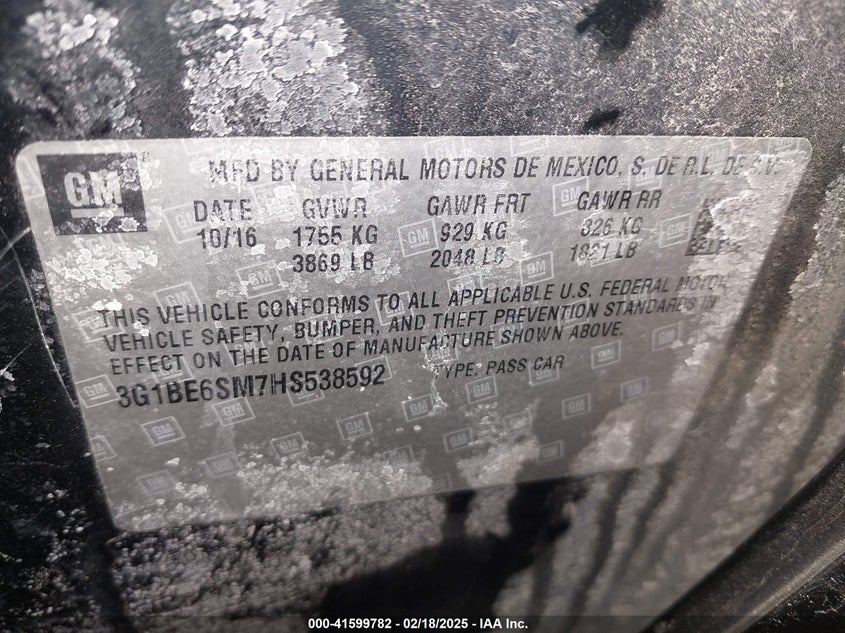 GM
MFD BY GENERAL MOTORS DE MEXICO, S. DE R.L. DE C.V.
DATE GVWR GAWR FRT GAWR RR
10/16 1755 KG 929 KG 826 KG
3869 LB 2048 LB 1821 LB
THIS VEHICLE CONFORMS TO ALL APPLICABLE U.S. FEDERAL MOTOR
VEHICLE SAFETY, BUMPER, AND THEFT PREVENTION STANDARDS IN
EFFECT ON THE DATE OF MANUFACTURE SHOWN ABOVE.
3G1BE6SM7HS538592 TYPE: PASS CAR
000-41599782 - 02/18/2025 - IAA Inc.